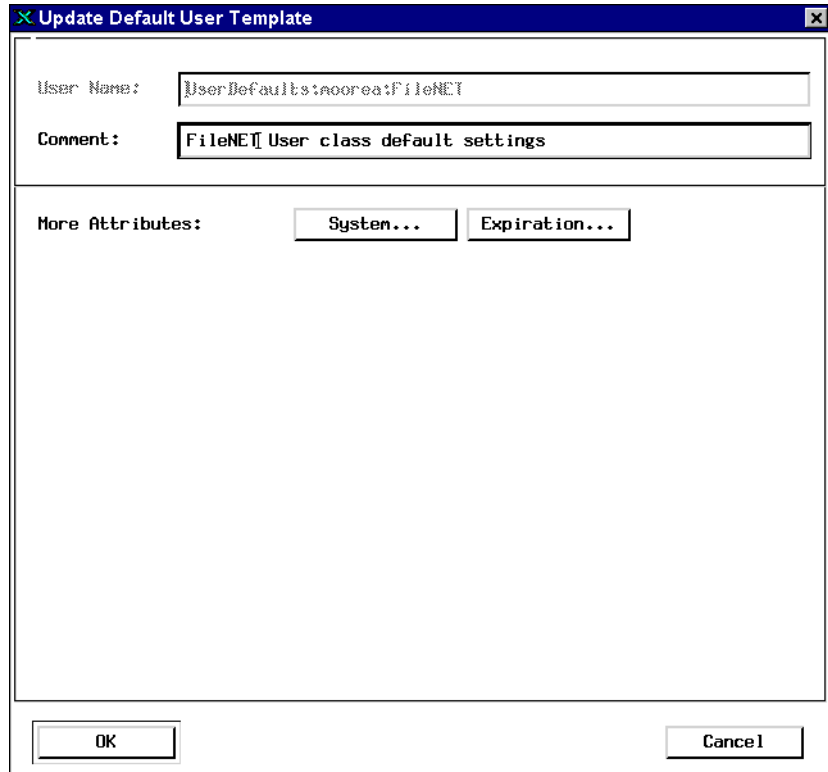 Update Default User Template
User Name: UserDefaults:moorea:FileNET
Comment: FileNET User class default settings
More Attributes: System... Expiration...
OK Cancel